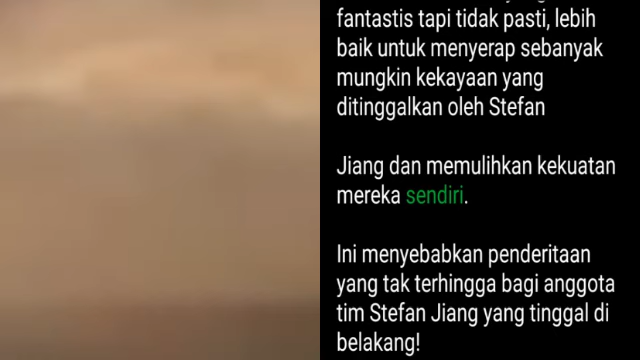 fantastis tapi tidak pasti, lebih
baik untuk menyerap sebanyak
mungkin kekayaan yang
ditinggalkan oleh Stefan
Jiang dan memulihkan kekuatan
mereka sendiri.
Ini menyebabkan penderitaan
yang tak terhingga bagi anggota
tim Stefan Jiang yang tinggal di
belakang!